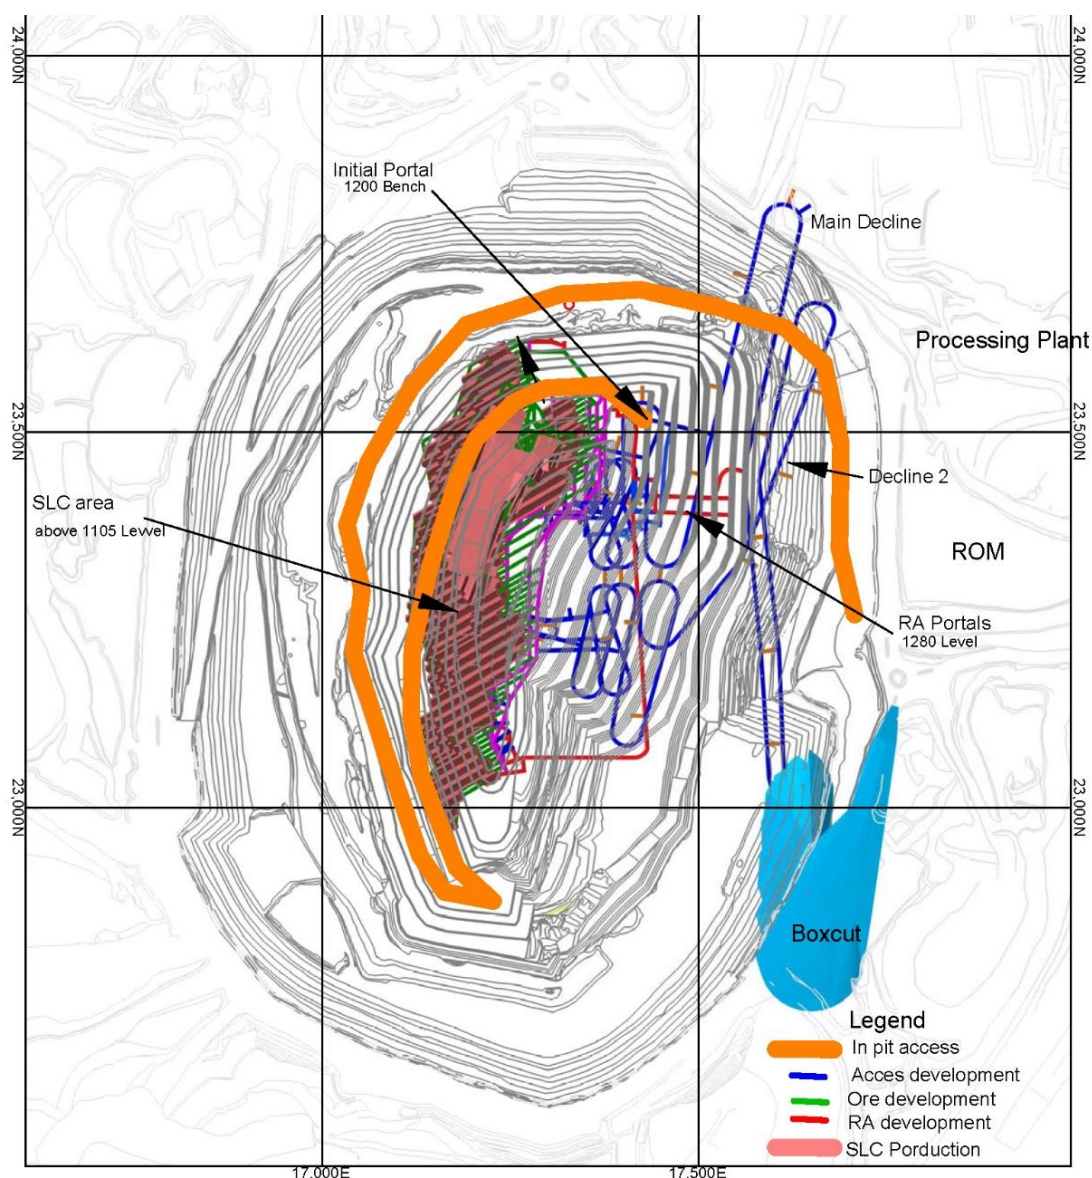 24,000N
24,000N
Initial Portal
1200 Bench
Main Decline
Processing Plant
23,500N
23,500N
Decline 2
SLC area
above 1105 Levvel
ROM
RA Portals
1280 Level
23,000N
23,000N
Boxcut
Legend
In pit access
Acces development
Ore development
RA development
SLC Porduction
17.000E
17.500E